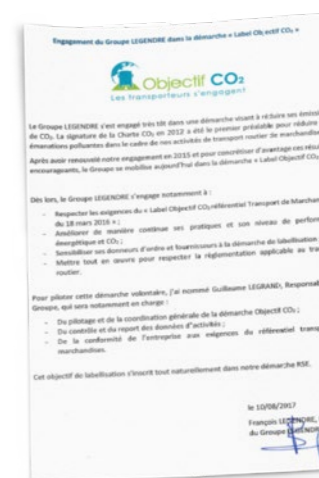 Engagement du Groupe LEGENDRE dans la démarche « Label Objectif CO₂ »
Objectif CO₂
Les transporteurs s'engagent
Le Groupe LEGENDRE s'est engagé très tôt dans une démarche visant à réduire ses émissi
de CO₂. La signature de la Charte CO₂ en 2012 a été le premier préalable pour réduire
émanations polluantes dans le cadre de nos activités de transport routier de marchandise
Après avoir renouvelé notre engagement en 2015 et pour concrétiser d'avantage ces résu
encourageants, le Groupe se mobilise aujourd'hui dans la démarche « Label Objectif CO₂
Dès lors, le Groupe LEGENDRE s'engage notamment à :
- Respecter les exigences du « Label Objectif CO₂ référentiel Transport de Marchan
du 18 mars 2016 » ;
- Améliorer de manière continue ses pratiques et son niveau de perform
énergétique et CO₂ ;
- Sensibiliser ses donneurs d'ordre et fournisseurs à la démarche de labellisation
- Mettre tout en œuvre pour respecter la réglementation applicable au tra
routier.
Pour piloter cette démarche volontaire, j'ai nommé Guillaume LEGRAND, Responsal
Groupe, qui sera notamment en charge :
- Du pilotage et de la coordination générale de la démarche Objectif CO₂ ;
- Du contrôle et du report des données d'activités ;
- De la conformité de l'entreprise aux exigences du référentiel transp
marchandises.
Cet objectif de labellisation s'inscrit tout naturellement dans notre démarche RSE.
le 10/08/2017
François LEGENDRE,
du Groupe LEGENDR